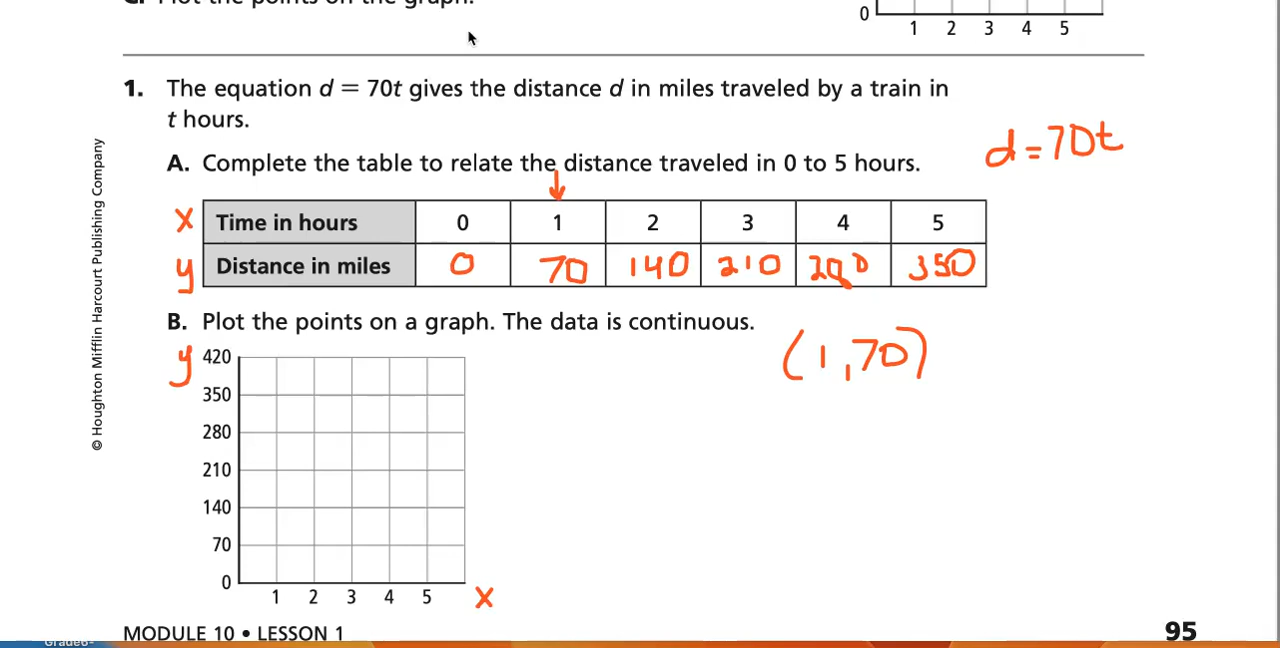 0
1 2 3 4 5
1. The equation d = 70t gives the distance d in miles traveled by a train in
t hours.
d=70t
A. Complete the table to relate the distance traveled in 0 to 5 hours.
x Time in hours 0 1 2 3 4 5
y Distance in miles 0 70 140 210 280 350
B. Plot the points on a graph. The data is continuous.
(1,70)
y 420
350
280
210
140
70
0
1 2 3 4 5 x
© Houghton Mifflin Harcourt Publishing Company
MODULE 10 • LESSON 1
95